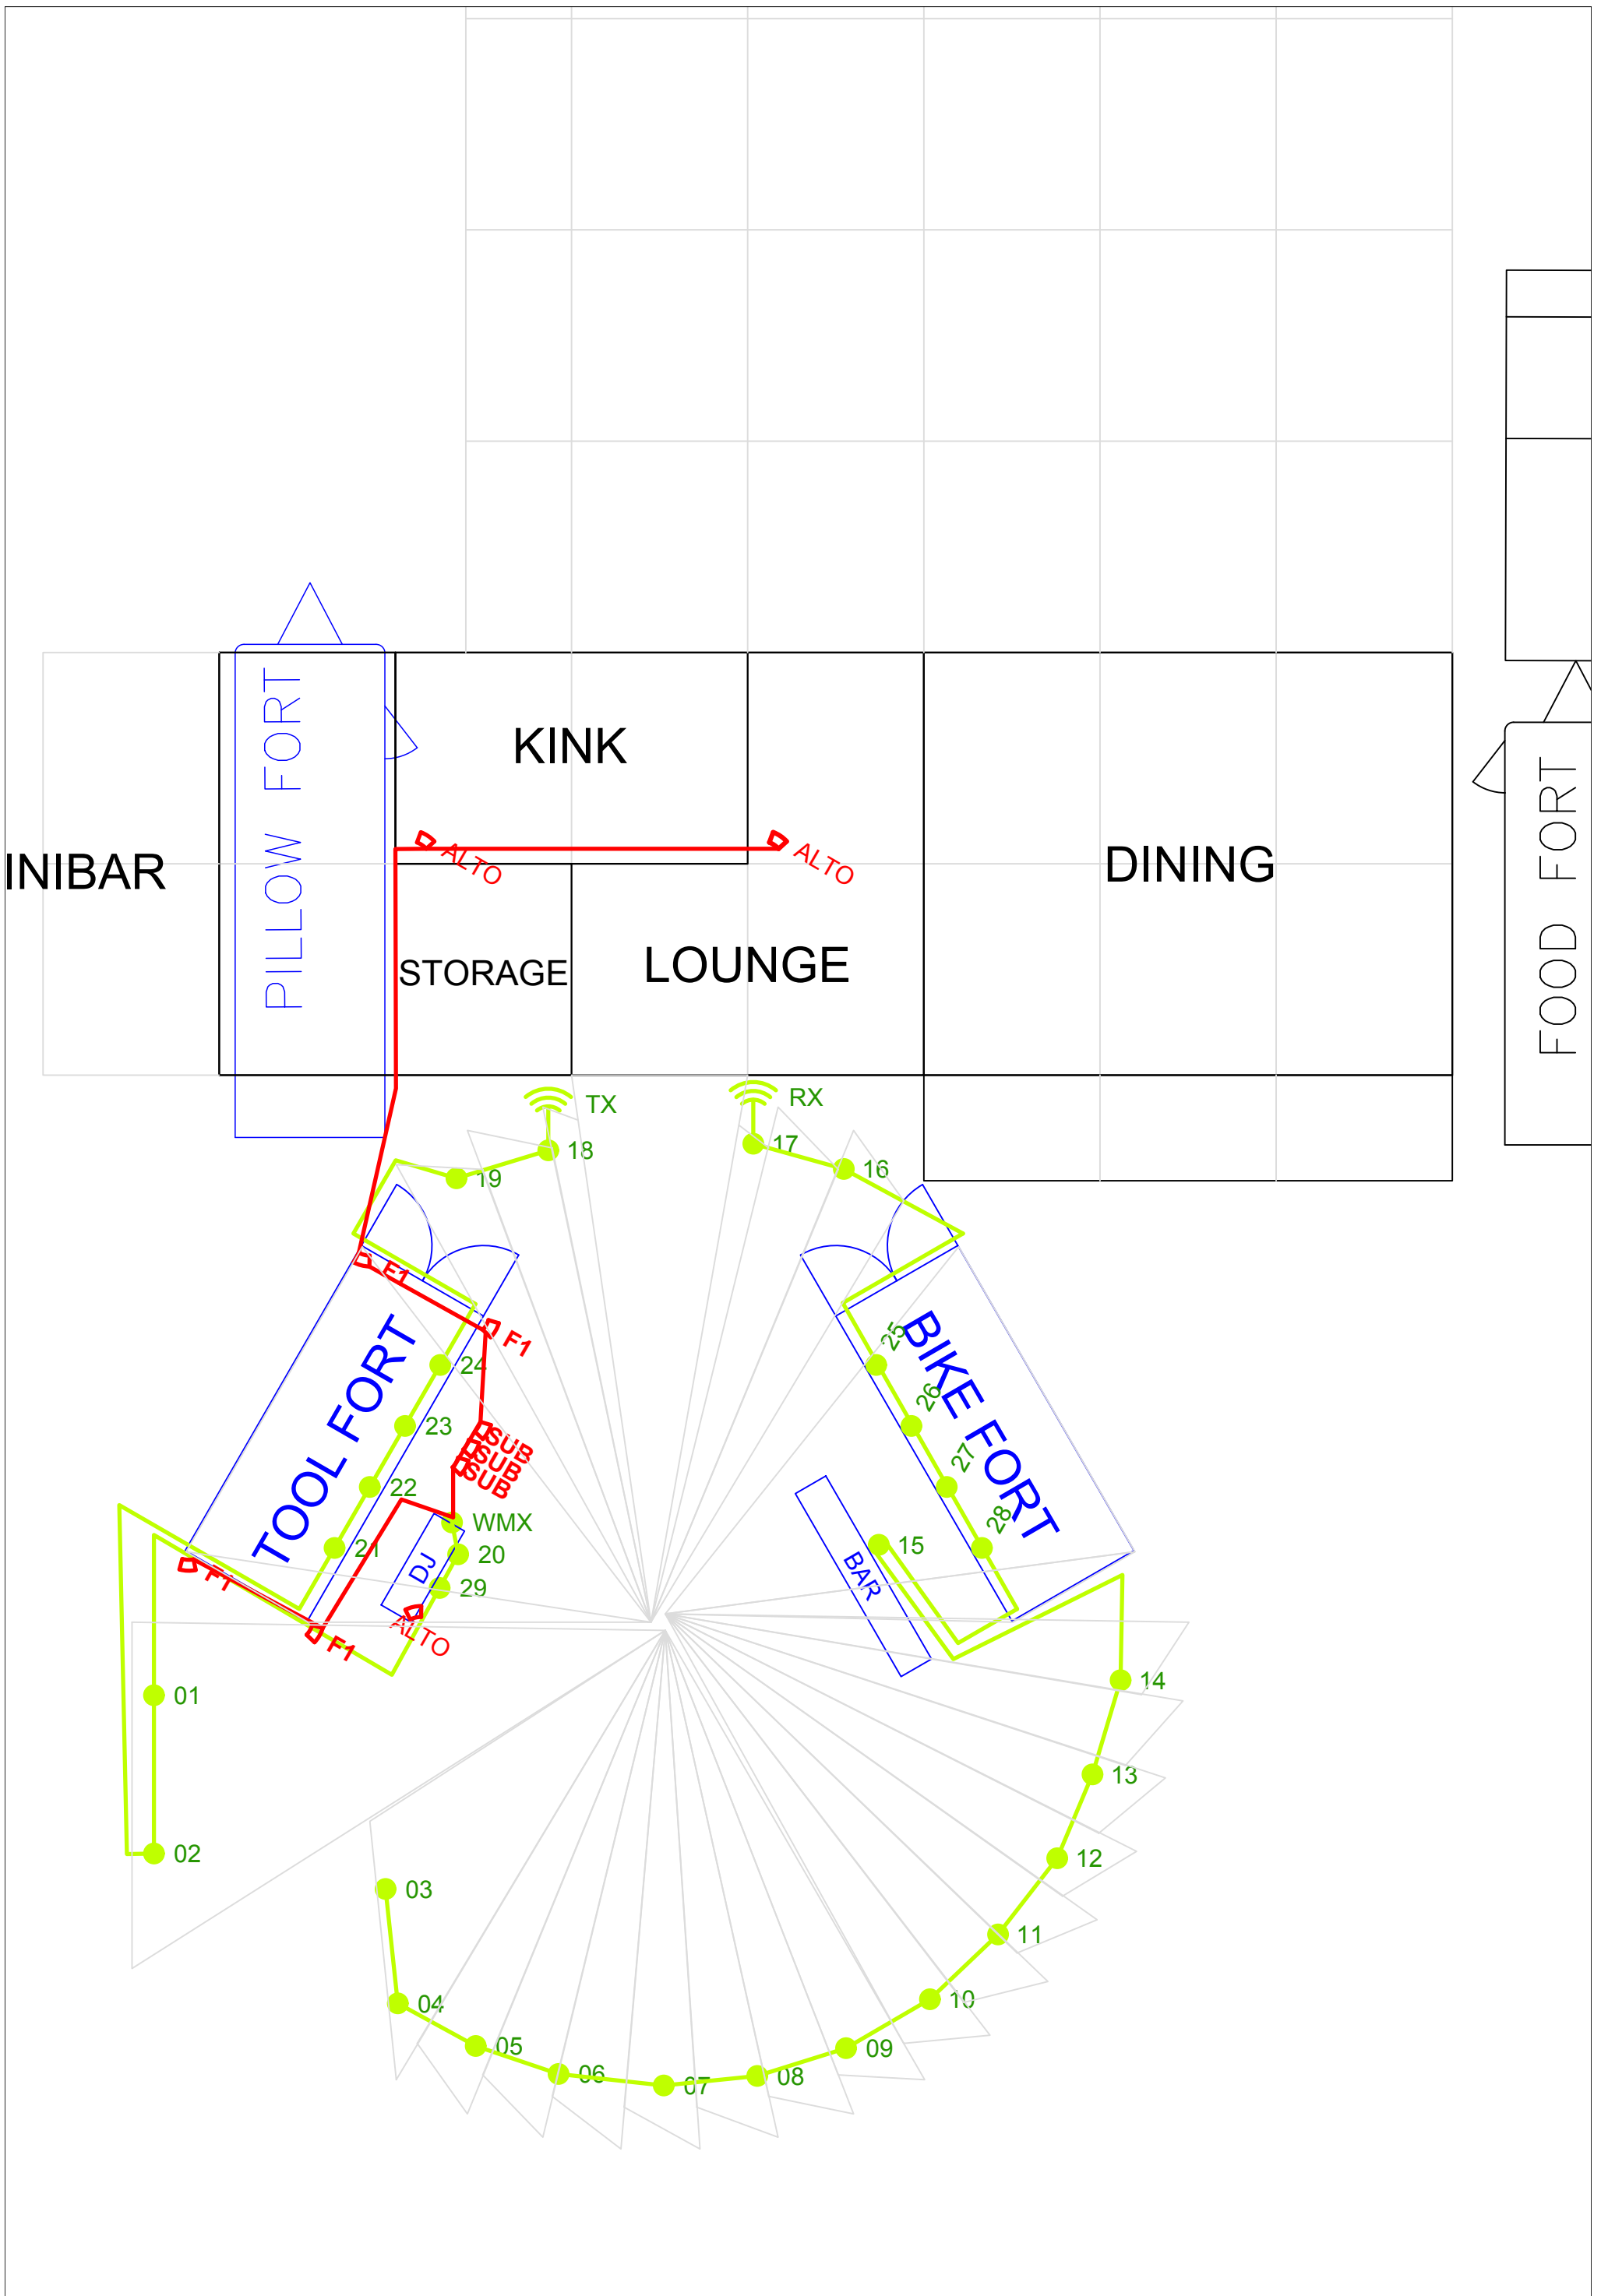 KINK
PILLOW FORT
FOOD FORT
INIBAR
ALTO
ALTO
DINING
STORAGE
LOUNGE
TX
RX
18
17
19
16
F1
F1
24
25
TOOL FORT
BIKE FORT
23
26
SUB
SUB
SUB
22
27
WMX
28
21
20
15
DJ
BAR
F1
29
ALTO
F1
01
14
13
02
12
03
11
04
10
05
09
06
08
07